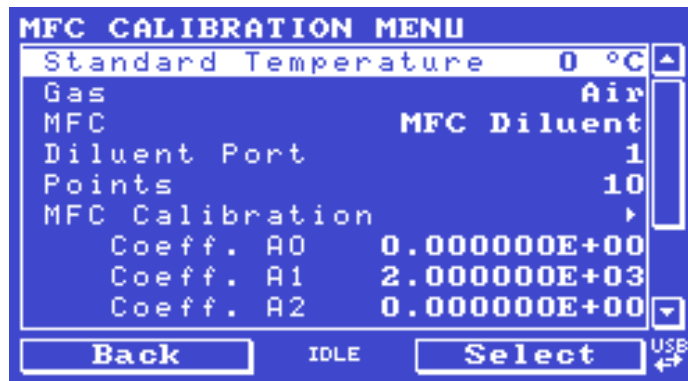 MFC CALIBRATION MENU
Standard Temperature 0 °C
Gas Air
MFC MFC Diluent
Diluent Port 1
Points 10
MFC Calibration
Coeff. A0 0.000000E+00
Coeff. A1 2.000000E+03
Coeff. A2 0.000000E+00
Back IDLE Select USB